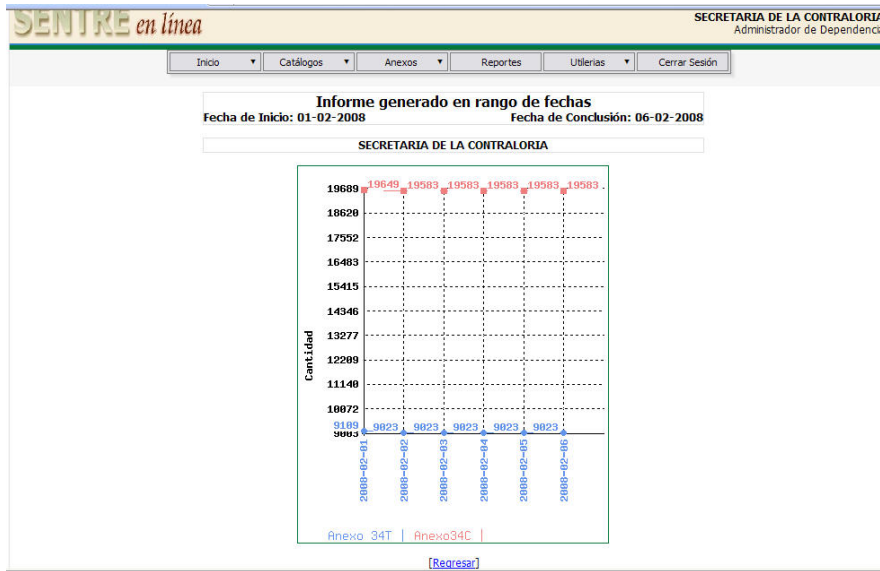 SENTRE en línea
SECRETARIA DE LA CONTRALORIA
Administrador de Dependencia
Inicio ▼ Catálogos ▼ Anexos ▼ Reportes Utilerias ▼ Cerrar Sesión
Informe generado en rango de fechas
Fecha de Inicio: 01-02-2008 Fecha de Conclusión: 06-02-2008
SECRETARIA DE LA CONTRALORIA
19689 19649 19583 19583 19583 19583 19583
18620
17552
16483
15415
14346
13277
12209
11140
10072
9109 9023 9023 9023 9023 9023
9003
Cantidad
2008-02-01 2008-02-02 2008-02-03 2008-02-04 2008-02-05 2008-02-06
Anexo 34T | Anexo34C |
[Regresar]